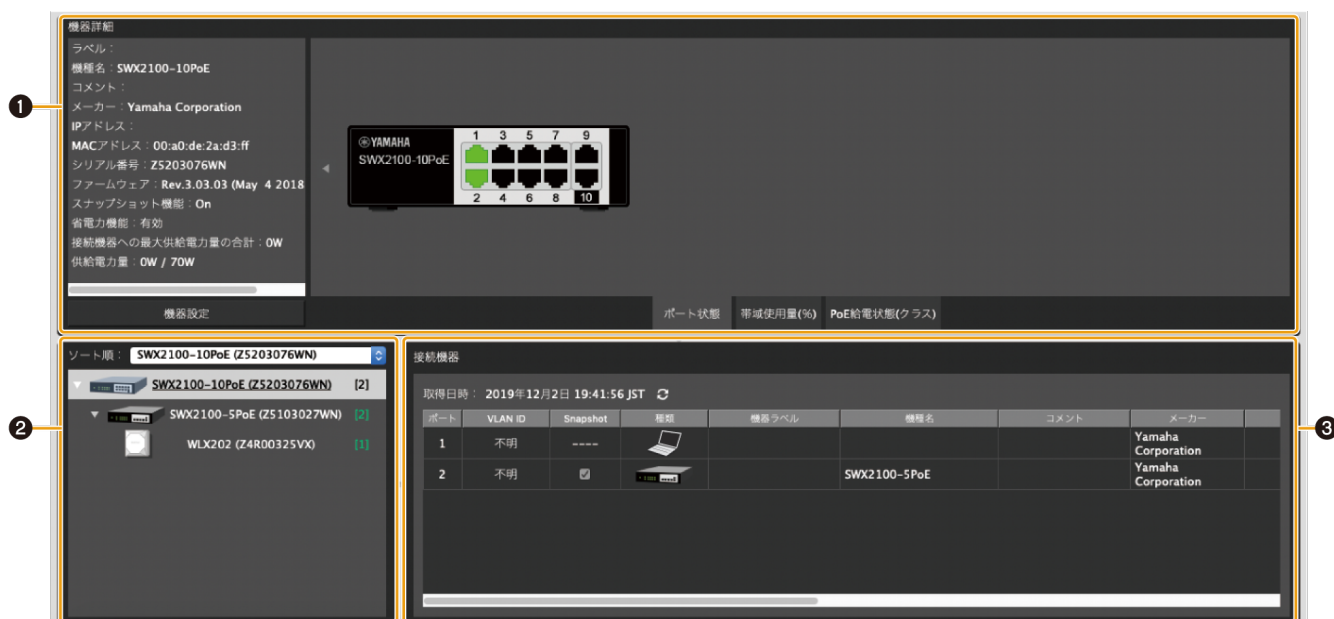 機器詳細
ラベル：
機種名：SWX2100-10PoE
コメント：
❶
メーカー：Yamaha Corporation
IPアドレス：
MACアドレス：00:a0:de:2a:d3:ff
シリアル番号：Z5203076WN
ファームウェア：Rev.3.03.03 (May 4 2018
スナップショット機能：On
省電力機能：有効
接続機器への最大供給電力量の合計：0W
供給電力量：0W / 70W
機器設定
YAMAHA
SWX2100-10PoE
1 3 5 7 9
2 4 6 8 10
ポート状態 帯域使用量(%) PoE給電状態(クラス)
❷
ソート順： SWX2100-10PoE (Z5203076WN)
SWX2100-10PoE (Z5203076WN) [2]
SWX2100-5PoE (Z5103027WN) [2]
WLX202 (Z4R00325VX) [1]
❸
接続機器
取得日時： 2019年12月2日 19:41:56 JST
ポート VLAN ID Snapshot 種類 機器ラベル 機種名 コメント メーカー
1 不明 ---- Yamaha
Corporation
2 不明 SWX2100-5PoE Yamaha
Corporation